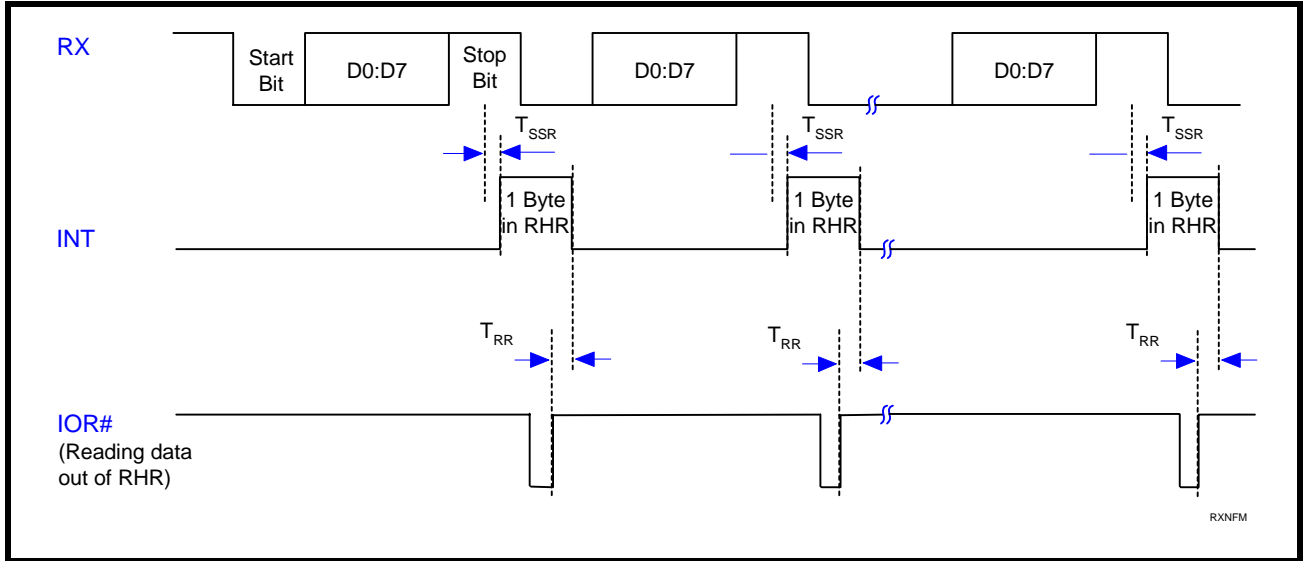 RX
Start
Bit
D0:D7
Stop
Bit
D0:D7
D0:D7
TSSR
TSSR
TSSR
INT
1 Byte
in RHR
1 Byte
in RHR
1 Byte
in RHR
TRR
TRR
TRR
IOR#
(Reading data
out of RHR)
RXNFM